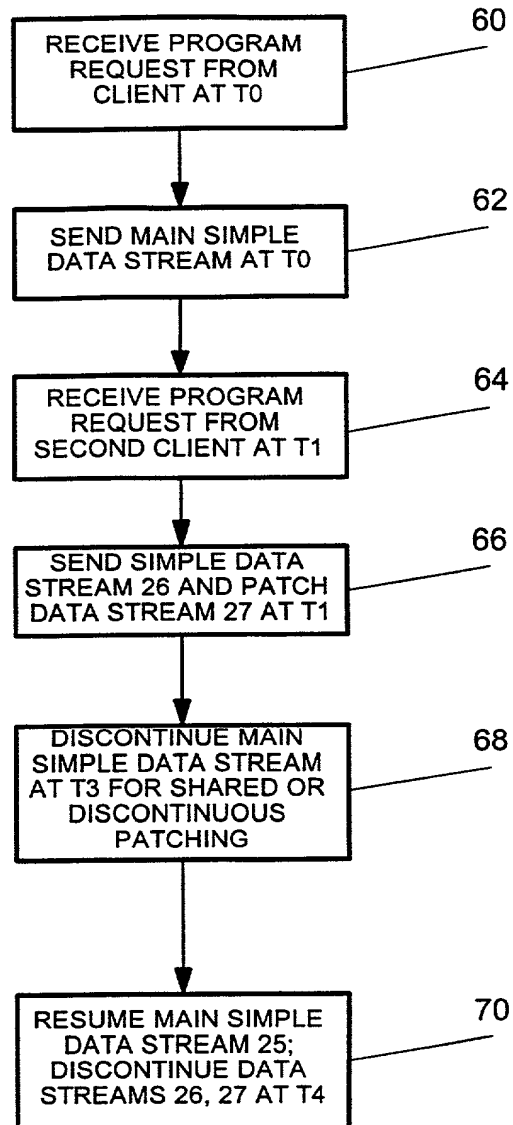 60
RECEIVE PROGRAM
REQUEST FROM
CLIENT AT T0
62
SEND MAIN SIMPLE
DATA STREAM AT T0
64
RECEIVE PROGRAM
REQUEST FROM
SECOND CLIENT AT T1
66
SEND SIMPLE DATA
STREAM 26 AND PATCH
DATA STREAM 27 AT T1
68
DISCONTINUE MAIN
SIMPLE DATA STREAM
AT T3 FOR SHARED OR
DISCONTINUOUS
PATCHING
70
RESUME MAIN SIMPLE
DATA STREAM 25;
DISCONTINUE DATA
STREAMS 26, 27 AT T4